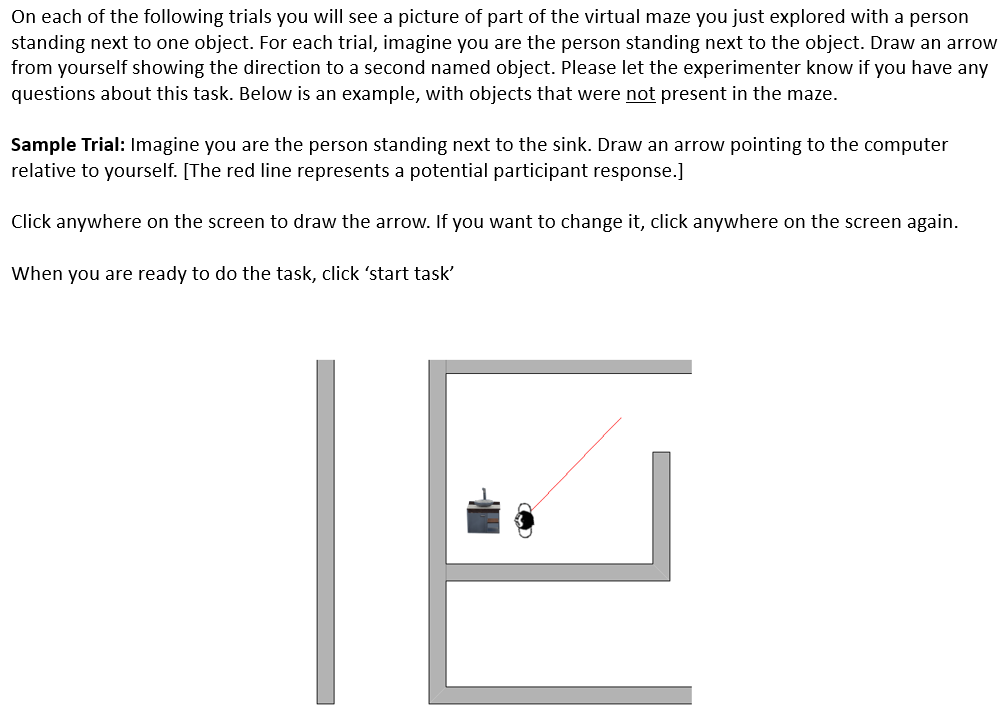 On each of the following trials you will see a picture of part of the virtual maze you just explored with a person
standing next to one object. For each trial, imagine you are the person standing next to the object. Draw an arrow
from yourself showing the direction to a second named object. Please let the experimenter know if you have any
questions about this task. Below is an example, with objects that were not present in the maze.
Sample Trial: Imagine you are the person standing next to the sink. Draw an arrow pointing to the computer
relative to yourself. [The red line represents a potential participant response.]
Click anywhere on the screen to draw the arrow. If you want to change it, click anywhere on the screen again.
When you are ready to do the task, click ‘start task’